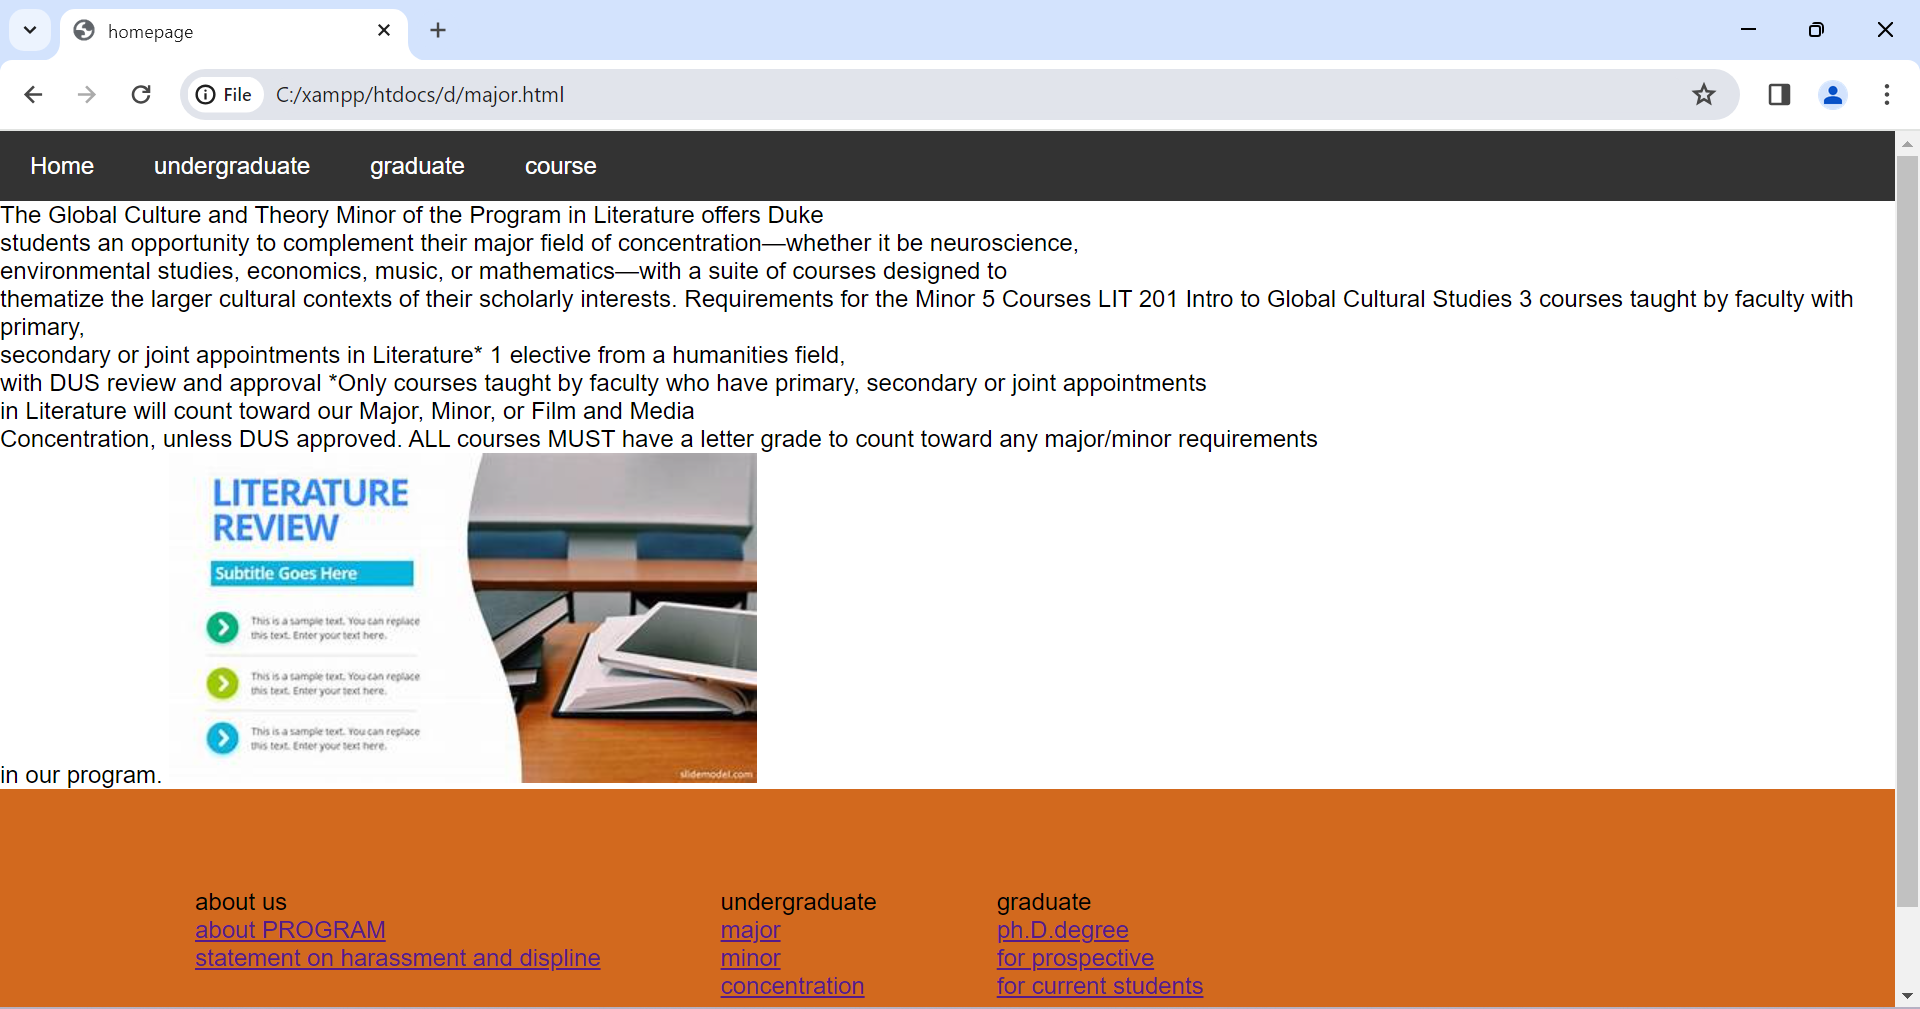 homepage
File C:/xampp/htdocs/d/major.html
Home undergraduate graduate course
The Global Culture and Theory Minor of the Program in Literature offers Duke
students an opportunity to complement their major field of concentration—whether it be neuroscience,
environmental studies, economics, music, or mathematics—with a suite of courses designed to
thematize the larger cultural contexts of their scholarly interests. Requirements for the Minor 5 Courses LIT 201 Intro to Global Cultural Studies 3 courses taught by faculty with
primary,
secondary or joint appointments in Literature* 1 elective from a humanities field,
with DUS review and approval *Only courses taught by faculty who have primary, secondary or joint appointments
in Literature will count toward our Major, Minor, or Film and Media
Concentration, unless DUS approved. ALL courses MUST have a letter grade to count toward any major/minor requirements
LITERATURE
REVIEW
Subtitle Goes Here
This is a sample text. You can replace
this text. Enter your text here.
This is a sample text. You can replace
this text. Enter your text here.
This is a sample text. You can replace
this text. Enter your text here.
slidemodel.com
in our program.
about us
about PROGRAM
statement on harassment and displine
undergraduate
major
minor
concentration
graduate
ph.D.degree
for prospective
for current students